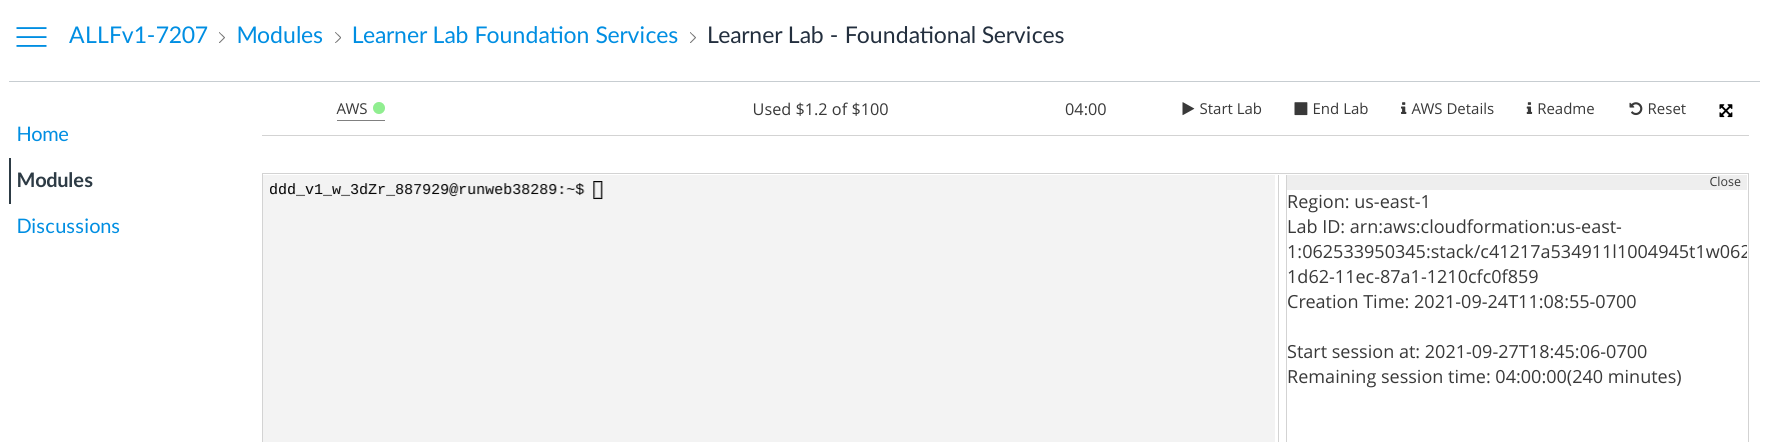 ALLFv1-7207 > Modules > Learner Lab Foundation Services > Learner Lab - Foundational Services
AWS Used $1.2 of $100 04:00 Start Lab End Lab AWS Details Readme Reset
Home
Modules
Discussions
ddd_v1_w_3dZr_887929@runweb38289:~$
Close
Region: us-east-1
Lab ID: arn:aws:cloudformation:us-east-
1:062533950345:stack/c41217a534911l1004945t1w062
1d62-11ec-87a1-1210cfc0f859
Creation Time: 2021-09-24T11:08:55-0700
Start session at: 2021-09-27T18:45:06-0700
Remaining session time: 04:00:00(240 minutes)